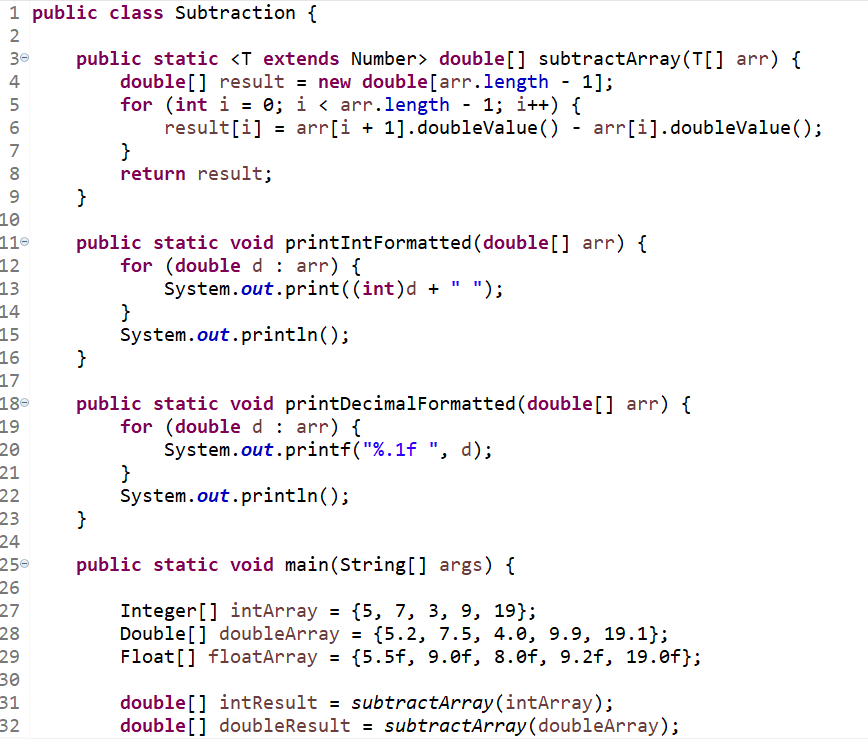 1 public class Subtraction {
2
3 public static <T extends Number> double[] subtractArray(T[] arr) {
4 double[] result = new double[arr.length - 1];
5 for (int i = 0; i < arr.length - 1; i++) {
6 result[i] = arr[i + 1].doubleValue() - arr[i].doubleValue();
7 }
8 return result;
9 }
10
11 public static void printIntFormatted(double[] arr) {
12 for (double d : arr) {
13 System.out.print((int)d + " ");
14 }
15 System.out.println();
16 }
17
18 public static void printDecimalFormatted(double[] arr) {
19 for (double d : arr) {
20 System.out.printf("%.1f ", d);
21 }
22 System.out.println();
23 }
24
25 public static void main(String[] args) {
26
27 Integer[] intArray = {5, 7, 3, 9, 19};
28 Double[] doubleArray = {5.2, 7.5, 4.0, 9.9, 19.1};
29 Float[] floatArray = {5.5f, 9.0f, 8.0f, 9.2f, 19.0f};
30
31 double[] intResult = subtractArray(intArray);
32 double[] doubleResult = subtractArray(doubleArray);